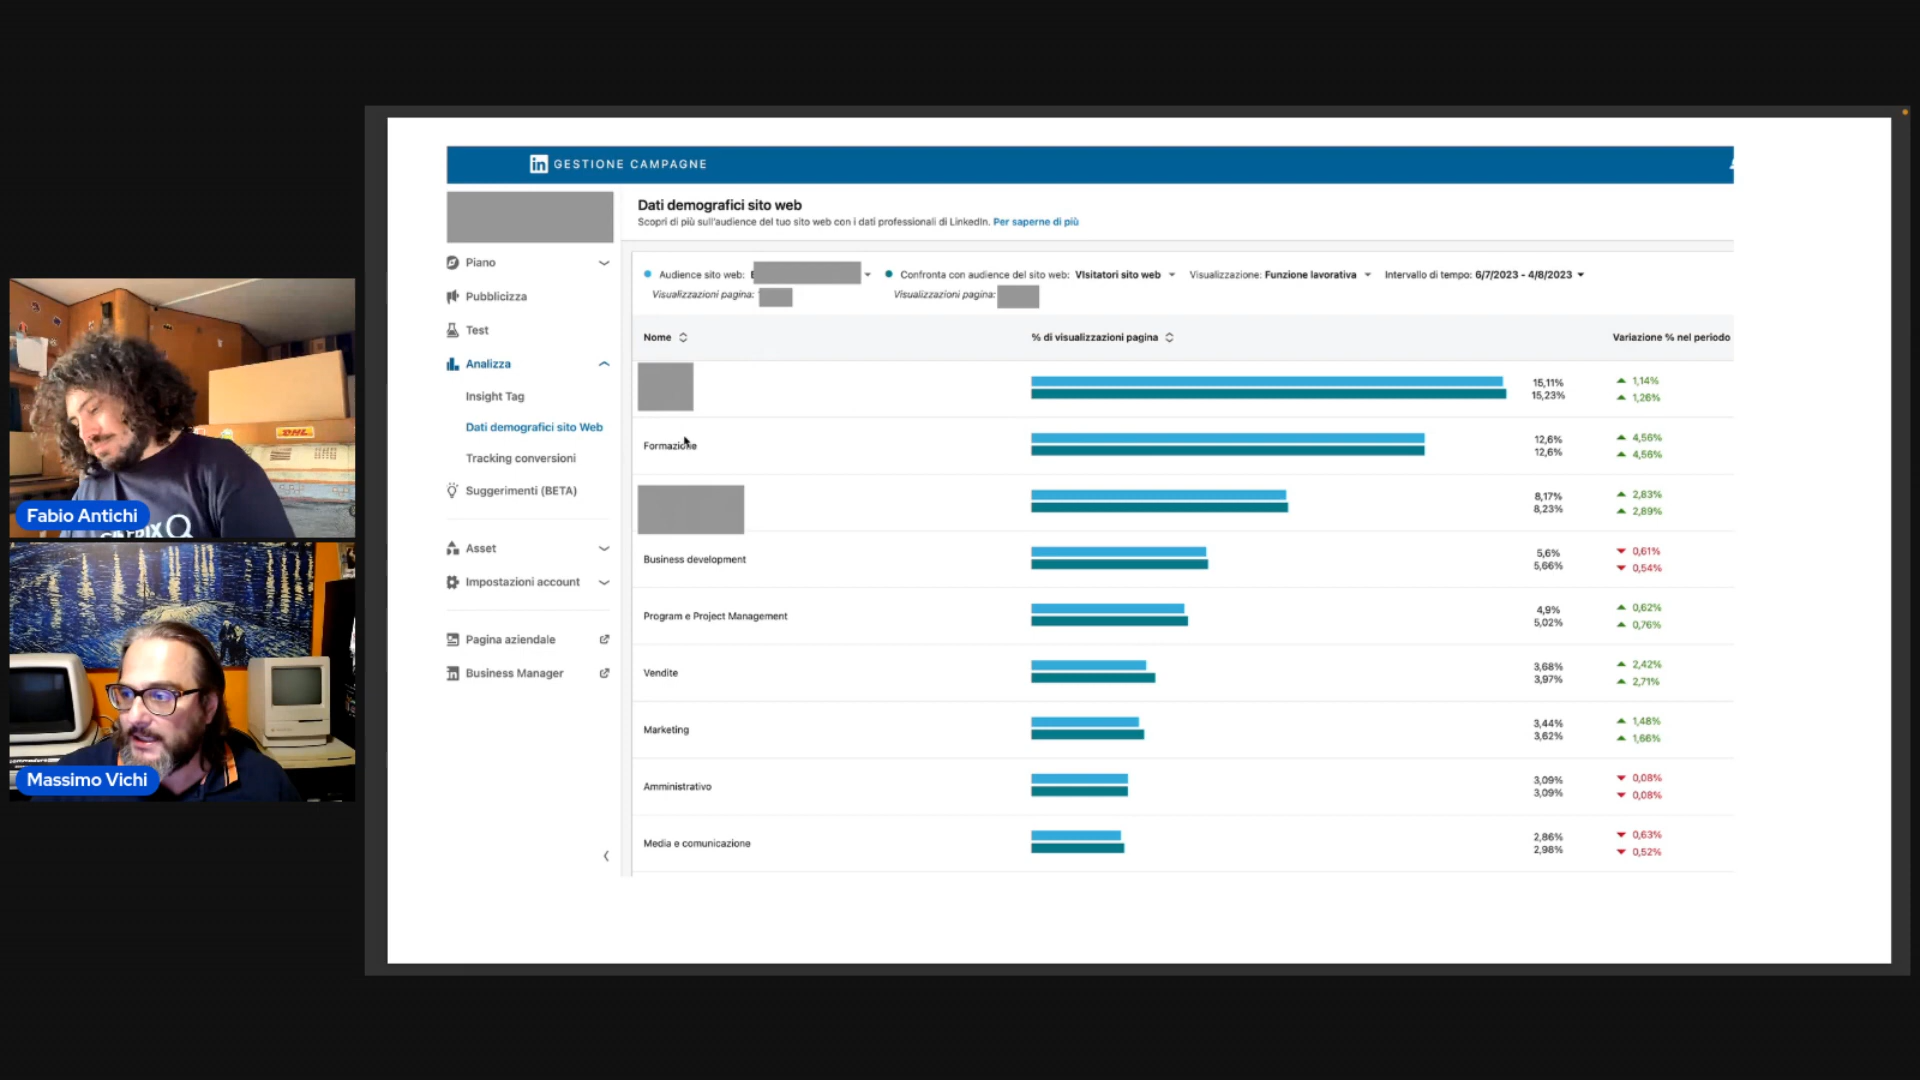 in GESTIONE CAMPAGNE
Dati demografici sito web
Scopri di più sull'audience del tuo sito web con i dati professionali di LinkedIn. Per saperne di più
Piano
Pubblicizza
Test
Analizza
Insight Tag
Dati demografici sito Web
Tracking conversioni
Suggerimenti (BETA)
Asset
Impostazioni account
Pagina aziendale
Business Manager
Audience sito web:
Confronta con audience del sito web: VIsitatori sito web
Visualizzazione: Funzione lavorativa
Intervallo di tempo: 6/7/2023 - 4/8/2023
Visualizzazioni pagina:
Visualizzazioni pagina:
Nome
% di visualizzazioni pagina
Variazione % nel periodo
15,11%
15,23%
1,14%
1,26%
Formazione
12,6%
12,6%
4,56%
4,56%
8,17%
8,23%
2,83%
2,89%
Business development
5,6%
5,66%
0,61%
0,54%
Program e Project Management
4,9%
5,02%
0,62%
0,76%
Vendite
3,68%
3,97%
2,42%
2,71%
Marketing
3,44%
3,62%
1,48%
1,66%
Amministrativo
3,09%
3,09%
0,08%
0,08%
Media e comunicazione
2,86%
2,98%
0,63%
0,52%
DHL
Fabio Antichi
Massimo Vichi